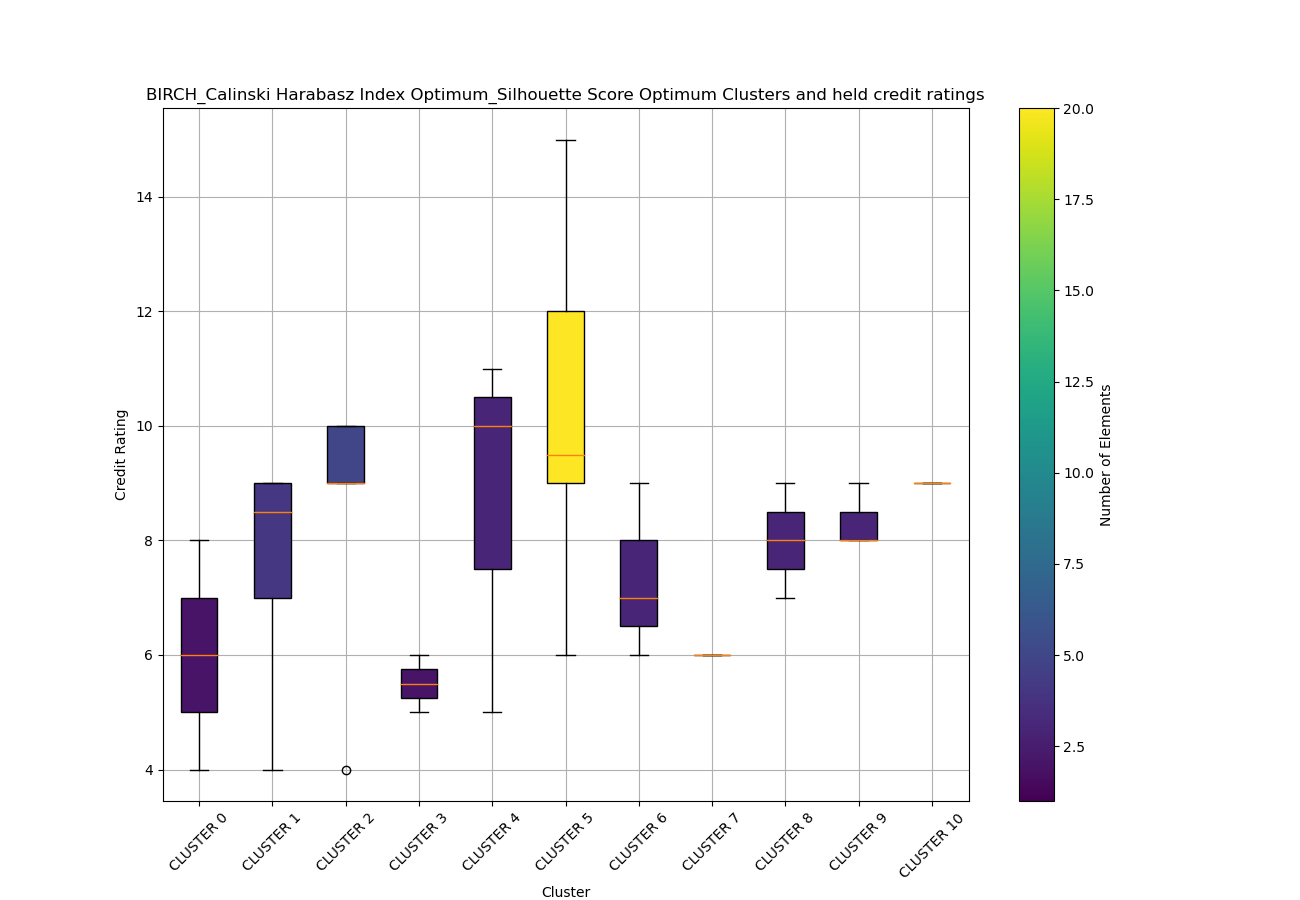 BIRCH_Calinski Harabasz Index Optimum_Silhouette Score Optimum Clusters and held credit ratings
14
12
10
8
6
4
Credit Rating
CLUSTER 0
CLUSTER 1
CLUSTER 2
CLUSTER 3
CLUSTER 4
CLUSTER 5
CLUSTER 6
CLUSTER 7
CLUSTER 8
CLUSTER 9
CLUSTER 10
Cluster
20.0
17.5
15.0
12.5
10.0
7.5
5.0
2.5
Number of Elements